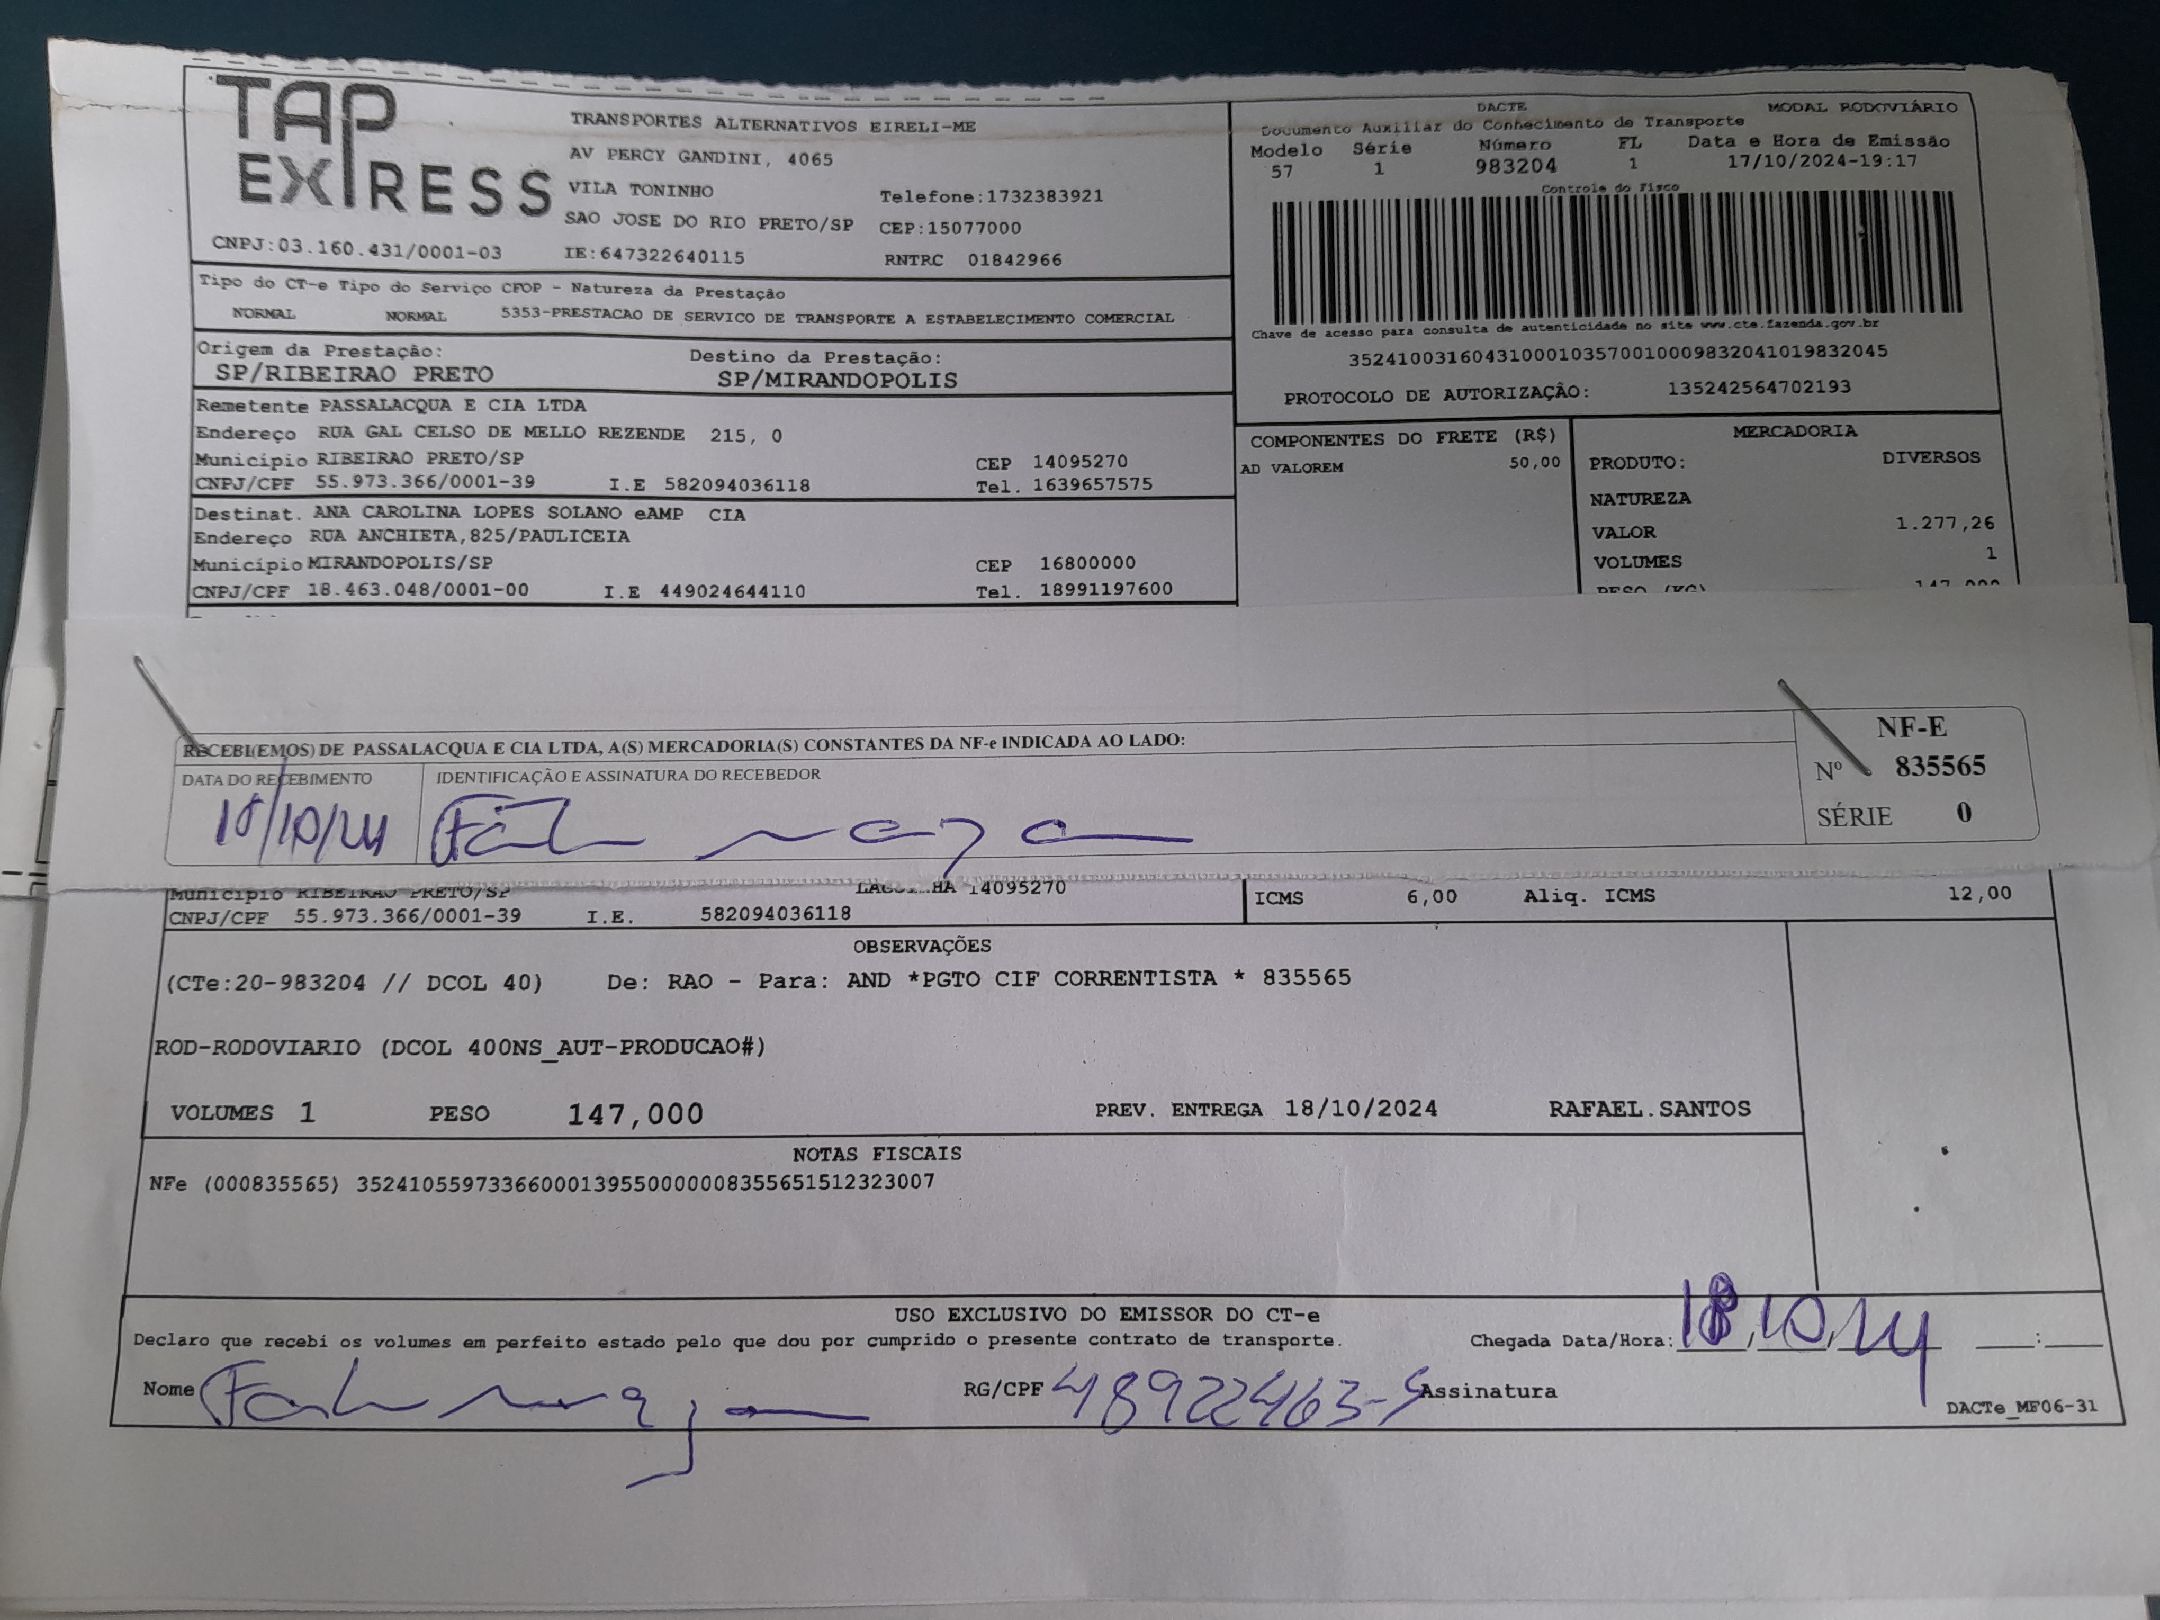 TAP EXPRESS
TRANSPORTES ALTERNATIVOS EIRELI-ME
AV PERCY GANDINI, 4065
VILA TONINHO Telefone:1732383921
SAO JOSE DO RIO PRETO/SP CEP:15077000
CNPJ:03.160.431/0001-03 IE:647322640115 RNTRC 01842966
DACTE MODAL RODOVIÁRIO
Documento Auxiliar do Conhecimento de Transporte
Modelo Série Número FL Data e Hora de Emissão
57 1 983204 1 17/10/2024-19:17
Controle do Fisco
Chave de acesso para consulta de autenticidade no site www.cte.fazenda.gov.br
35241003160431000103570010009832041019832045
PROTOCOLO DE AUTORIZAÇÃO: 135242564702193
Tipo do CT-e Tipo do Serviço CFOP - Natureza da Prestação
NORMAL NORMAL 5353-PRESTACAO DE SERVICO DE TRANSPORTE A ESTABELECIMENTO COMERCIAL
Origem da Prestação: Destino da Prestação:
SP/RIBEIRAO PRETO SP/MIRANDOPOLIS
Remetente PASSALACQUA E CIA LTDA
Endereço RUA GAL CELSO DE MELLO REZENDE 215, 0
Município RIBEIRAO PRETO/SP CEP 14095270
CNPJ/CPF 55.973.366/0001-39 I.E 582094036118 Tel. 1639657575
Destinat. ANA CAROLINA LOPES SOLANO eAMP CIA
Endereço RUA ANCHIETA,825/PAULICEIA
Município MIRANDOPOLIS/SP CEP 16800000
CNPJ/CPF 18.463.048/0001-00 I.E 449024644110 Tel. 18991197600
COMPONENTES DO FRETE (R$)
AD VALOREM 50,00
MERCADORIA
PRODUTO: DIVERSOS
NATUREZA
VALOR 1.277,26
VOLUMES 1
PESO (KG) 147,000
RECEBI(EMOS) DE PASSALACQUA E CIA LTDA, A(S) MERCADORIA(S) CONSTANTES DA NF-e INDICADA AO LADO:
DATA DO RECEBIMENTO IDENTIFICAÇÃO E ASSINATURA DO RECEBEDOR
18/10/24
NF-E
Nº 835565
SÉRIE 0
Município RIBEIRAO PRETO/SP 14095270
CNPJ/CPF 55.973.366/0001-39 I.E. 582094036118
ICMS 6,00 Aliq. ICMS 12,00
OBSERVAÇÕES
(CTe:20-983204 // DCOL 40) De: RAO - Para: AND *PGTO CIF CORRENTISTA * 835565
ROD-RODOVIARIO (DCOL 400NS_AUT-PRODUCAO#)
VOLUMES 1 PESO 147,000 PREV. ENTREGA 18/10/2024 RAFAEL.SANTOS
NOTAS FISCAIS
NFe (000835565) 35241055973366000139550000008355651512323007
USO EXCLUSIVO DO EMISSOR DO CT-e
Declaro que recebi os volumes em perfeito estado pelo que dou por cumprido o presente contrato de transporte. Chegada Data/Hora: 18,10,24 :
Nome RG/CPF 48922463-5 Assinatura
DACTe_MF06-31